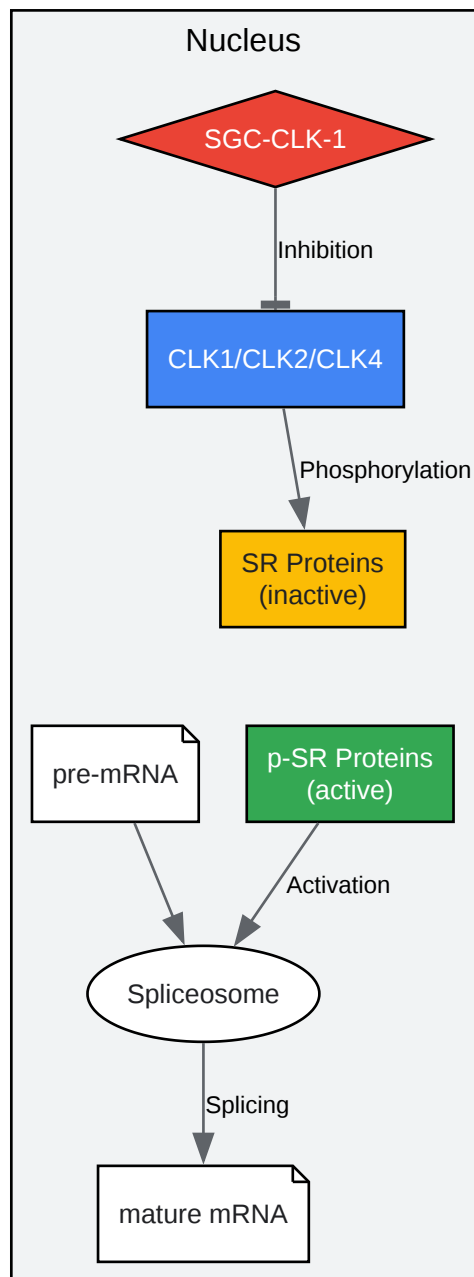 Nucleus
SGC-CLK-1
Inhibition
CLK1/CLK2/CLK4
Phosphorylation
SR Proteins
(inactive)
pre-mRNA
p-SR Proteins
(active)
Activation
Spliceosome
Splicing
mature mRNA